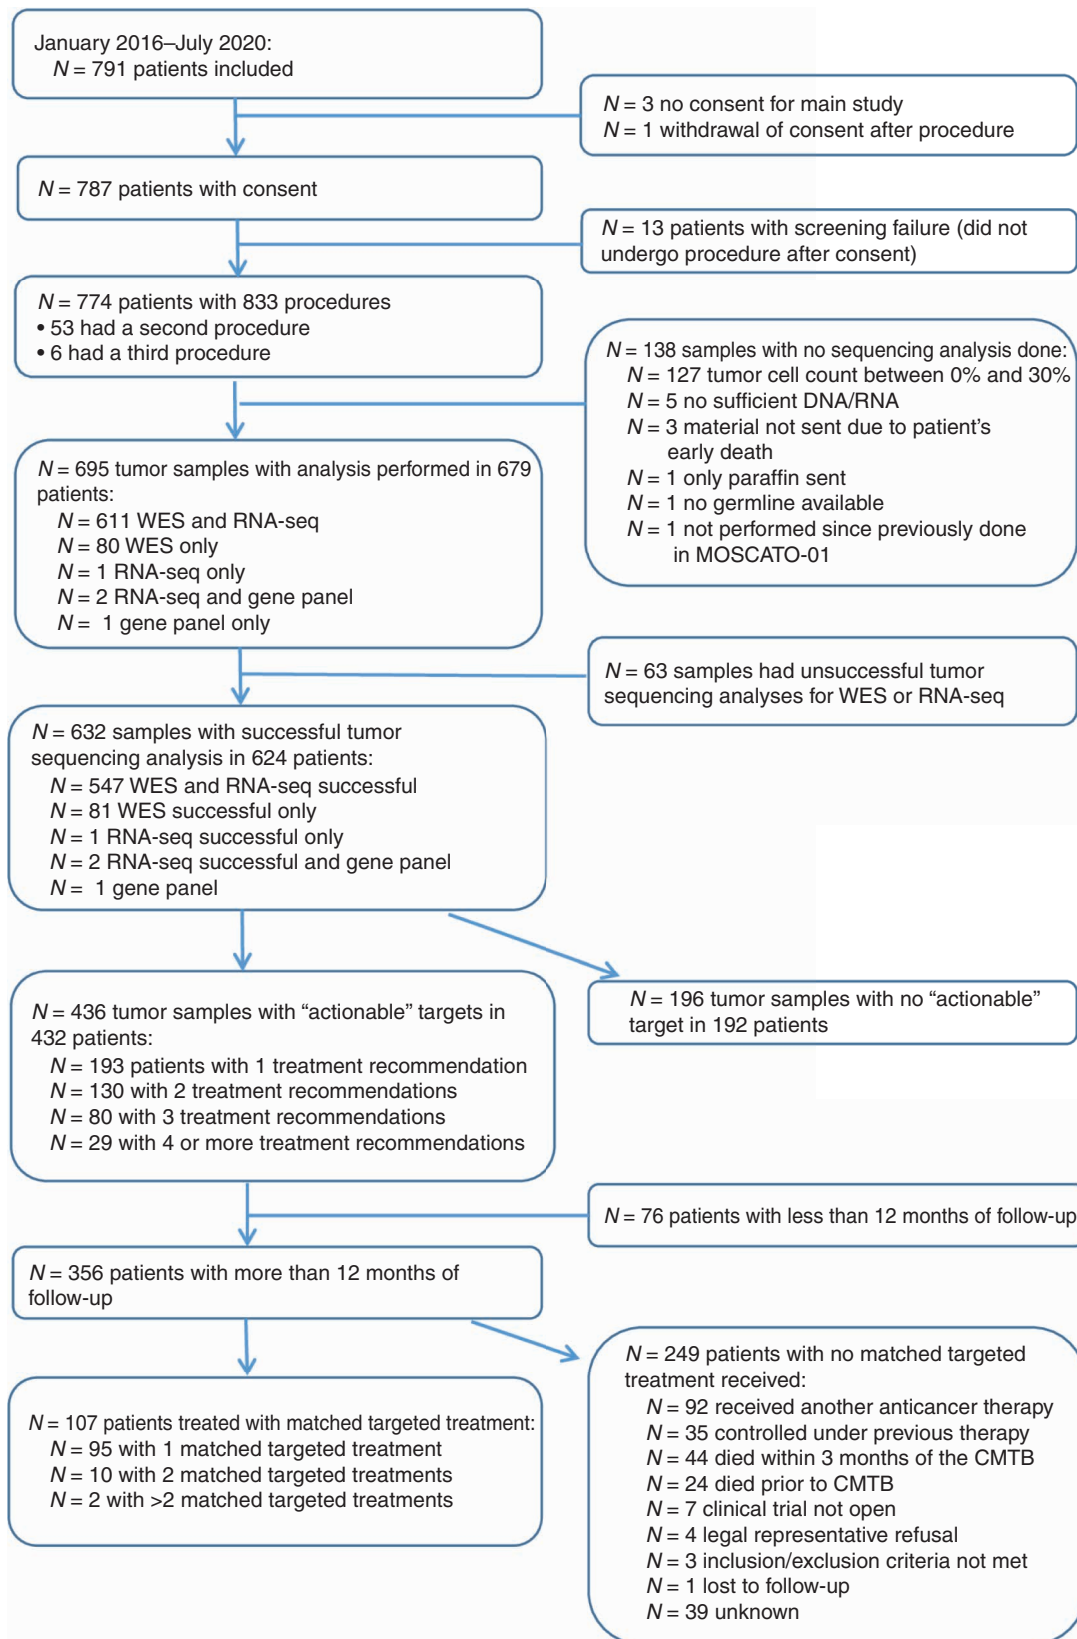 January 2016–July 2020:
N = 791 patients included
N = 3 no consent for main study
N = 1 withdrawal of consent after procedure
N = 787 patients with consent
N = 13 patients with screening failure (did not
undergo procedure after consent)
N = 774 patients with 833 procedures
• 53 had a second procedure
• 6 had a third procedure
N = 138 samples with no sequencing analysis done:
N = 127 tumor cell count between 0% and 30%
N = 5 no sufficient DNA/RNA
N = 3 material not sent due to patient's
early death
N = 1 only paraffin sent
N = 1 no germline available
N = 1 not performed since previously done
in MOSCATO-01
N = 695 tumor samples with analysis performed in 679
patients:
N = 611 WES and RNA-seq
N = 80 WES only
N = 1 RNA-seq only
N = 2 RNA-seq and gene panel
N = 1 gene panel only
N = 63 samples had unsuccessful tumor
sequencing analyses for WES or RNA-seq
N = 632 samples with successful tumor
sequencing analysis in 624 patients:
N = 547 WES and RNA-seq successful
N = 81 WES successful only
N = 1 RNA-seq successful only
N = 2 RNA-seq successful and gene panel
N = 1 gene panel
N = 196 tumor samples with no “actionable”
target in 192 patients
N = 436 tumor samples with “actionable” targets in
432 patients:
N = 193 patients with 1 treatment recommendation
N = 130 with 2 treatment recommendations
N = 80 with 3 treatment recommendations
N = 29 with 4 or more treatment recommendations
N = 76 patients with less than 12 months of follow-up
N = 356 patients with more than 12 months of
follow-up
N = 249 patients with no matched targeted
treatment received:
N = 92 received another anticancer therapy
N = 35 controlled under previous therapy
N = 44 died within 3 months of the CMTB
N = 24 died prior to CMTB
N = 7 clinical trial not open
N = 4 legal representative refusal
N = 3 inclusion/exclusion criteria not met
N = 1 lost to follow-up
N = 39 unknown
N = 107 patients treated with matched targeted treatment:
N = 95 with 1 matched targeted treatment
N = 10 with 2 matched targeted treatments
N = 2 with >2 matched targeted treatments